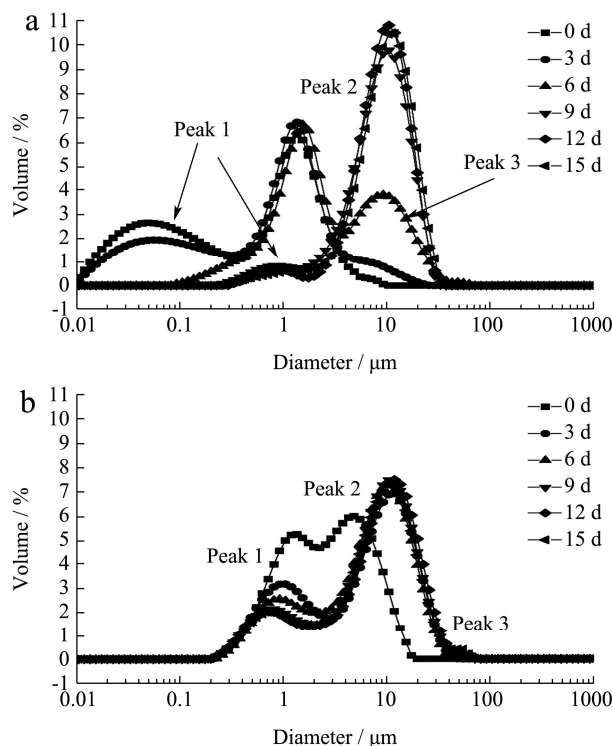 a
11
10
9
8
7
6
5
4
3
2
1
0
-1
Volume / %
Peak 1
Peak 2
Peak 3
0 d
3 d
6 d
9 d
12 d
15 d
0.01 0.1 1 10 100 1000
Diameter / μm
b
11
10
9
8
7
6
5
4
3
2
1
0
-1
Volume / %
Peak 1
Peak 2
Peak 3
0 d
3 d
6 d
9 d
12 d
15 d
0.01 0.1 1 10 100 1000
Diameter / μm